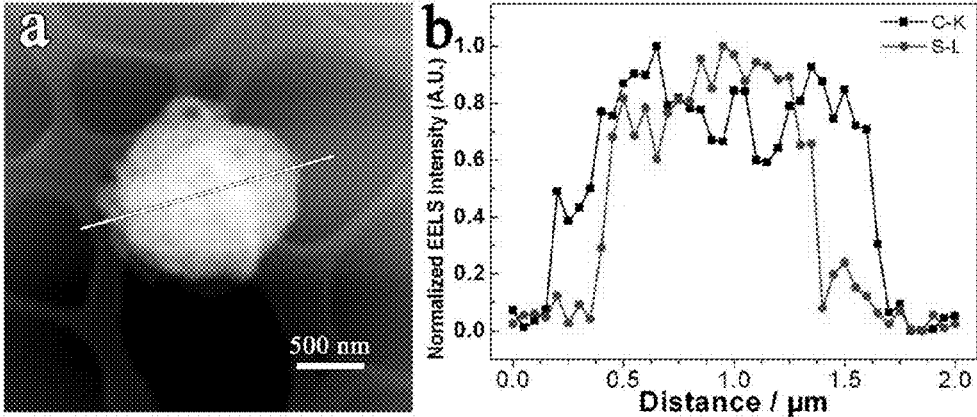 a
500 nm
b
C-K
S-L
Normalized EELS Intensity (A.U.)
1.0
0.8
0.6
0.4
0.2
0.0
0.0 0.5 1.0 1.5 2.0
Distance / µm